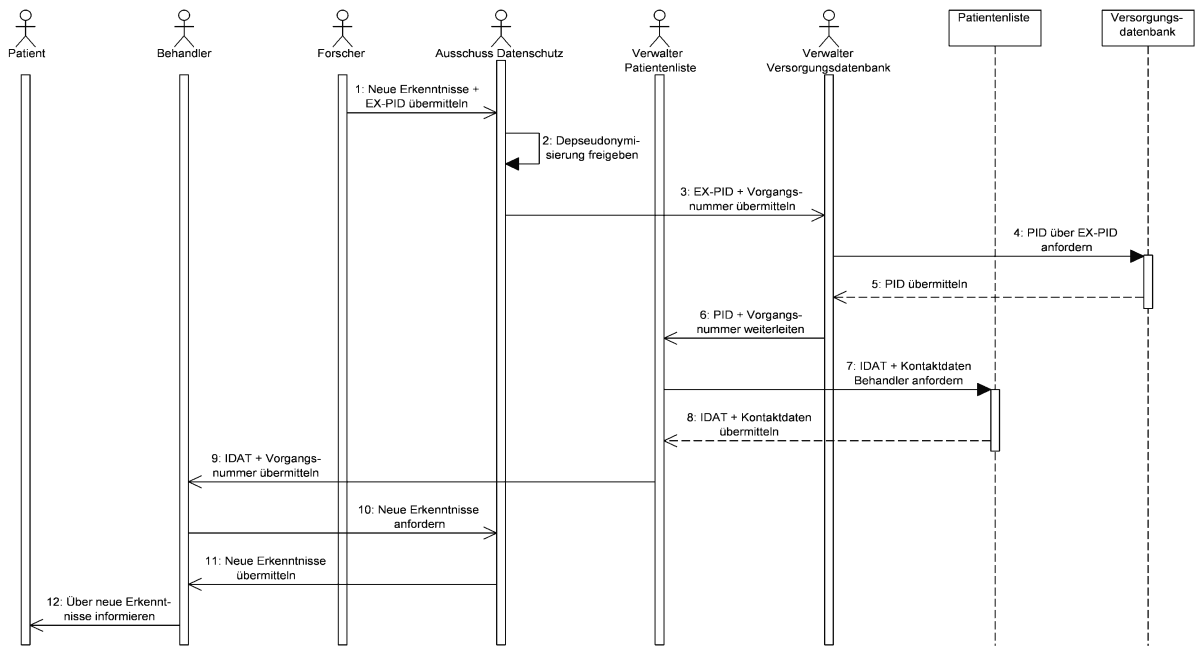 Patient
Behandler
Forscher
Ausschuss Datenschutz
Verwalter
Patientenliste
Verwalter
Versorgungsdatenbank
Patientenliste
Versorgungs-
datenbank
1: Neue Erkenntnisse +
EX-PID übermitteln
2: Depseudonymi-
sierung freigeben
3: EX-PID + Vorgangs-
nummer übermitteln
4: PID über EX-PID
anfordern
5: PID übermitteln
6: PID + Vorgangs-
nummer weiterleiten
7: IDAT + Kontaktdaten
Behandler anfordern
8: IDAT + Kontaktdaten
übermitteln
9: IDAT + Vorgangs-
nummer übermitteln
10: Neue Erkenntnisse
anfordern
11: Neue Erkenntnisse
übermitteln
12: Über neue Erkennt-
nisse informieren